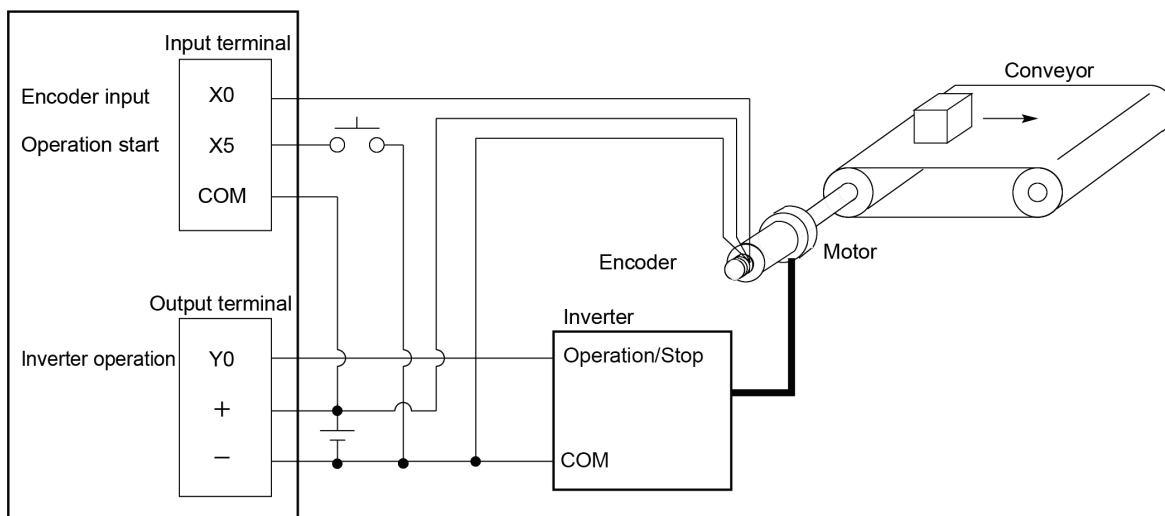 Input terminal
Encoder input
X0
Operation start
X5
COM
Output terminal
Inverter operation
Y0
+
−
Encoder
Motor
Conveyor
Inverter
Operation/Stop
COM